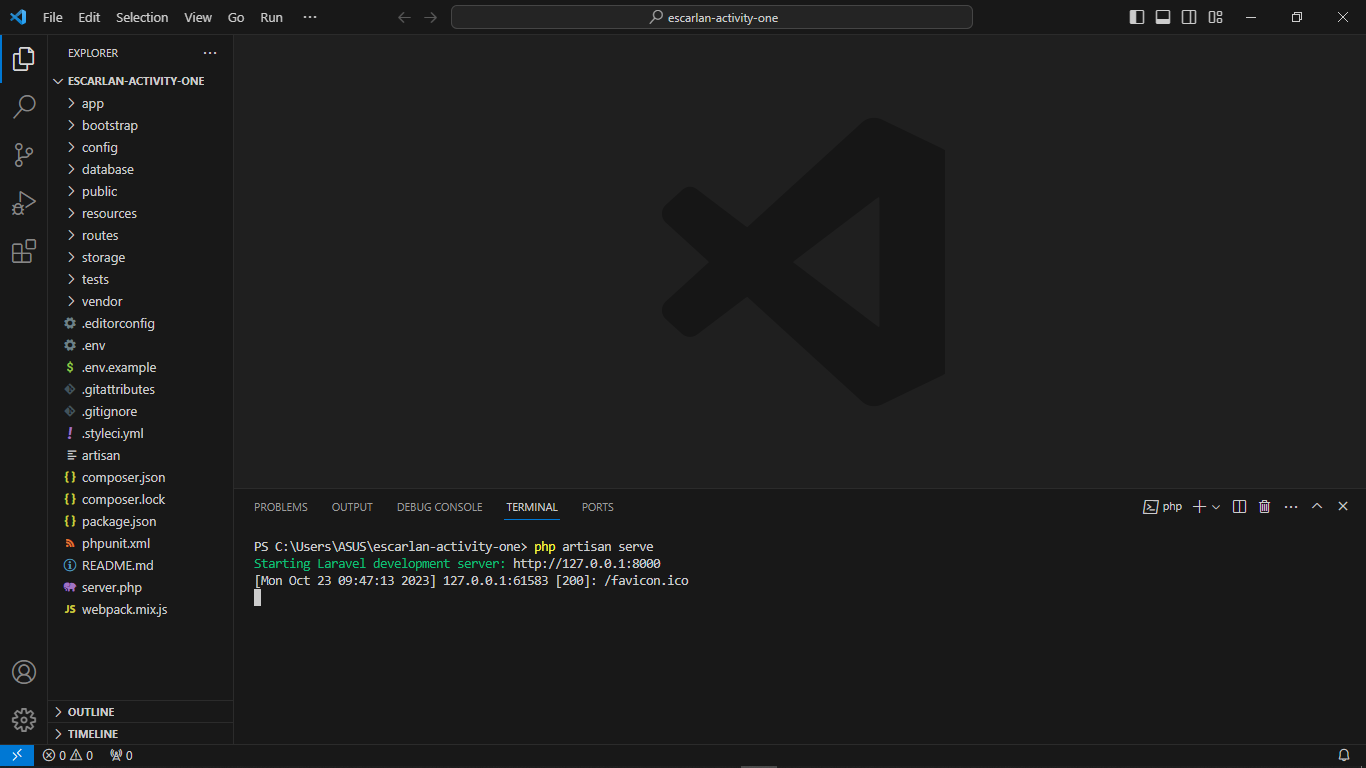 File Edit Selection View Go Run ···
escarlan-activity-one
EXPLORER
ESCARLAN-ACTIVITY-ONE
app
bootstrap
config
database
public
resources
routes
storage
tests
vendor
.editorconfig
.env
$ .env.example
.gitattributes
.gitignore
! .styleci.yml
artisan
{} composer.json
{} composer.lock
{} package.json
phpunit.xml
README.md
server.php
JS webpack.mix.js
OUTLINE
TIMELINE
PROBLEMS OUTPUT DEBUG CONSOLE TERMINAL PORTS
php
PS C:\Users\ASUS\escarlan-activity-one> php artisan serve
Starting Laravel development server: http://127.0.0.1:8000
[Mon Oct 23 09:47:13 2023] 127.0.0.1:61583 [200]: /favicon.ico
0 0 0